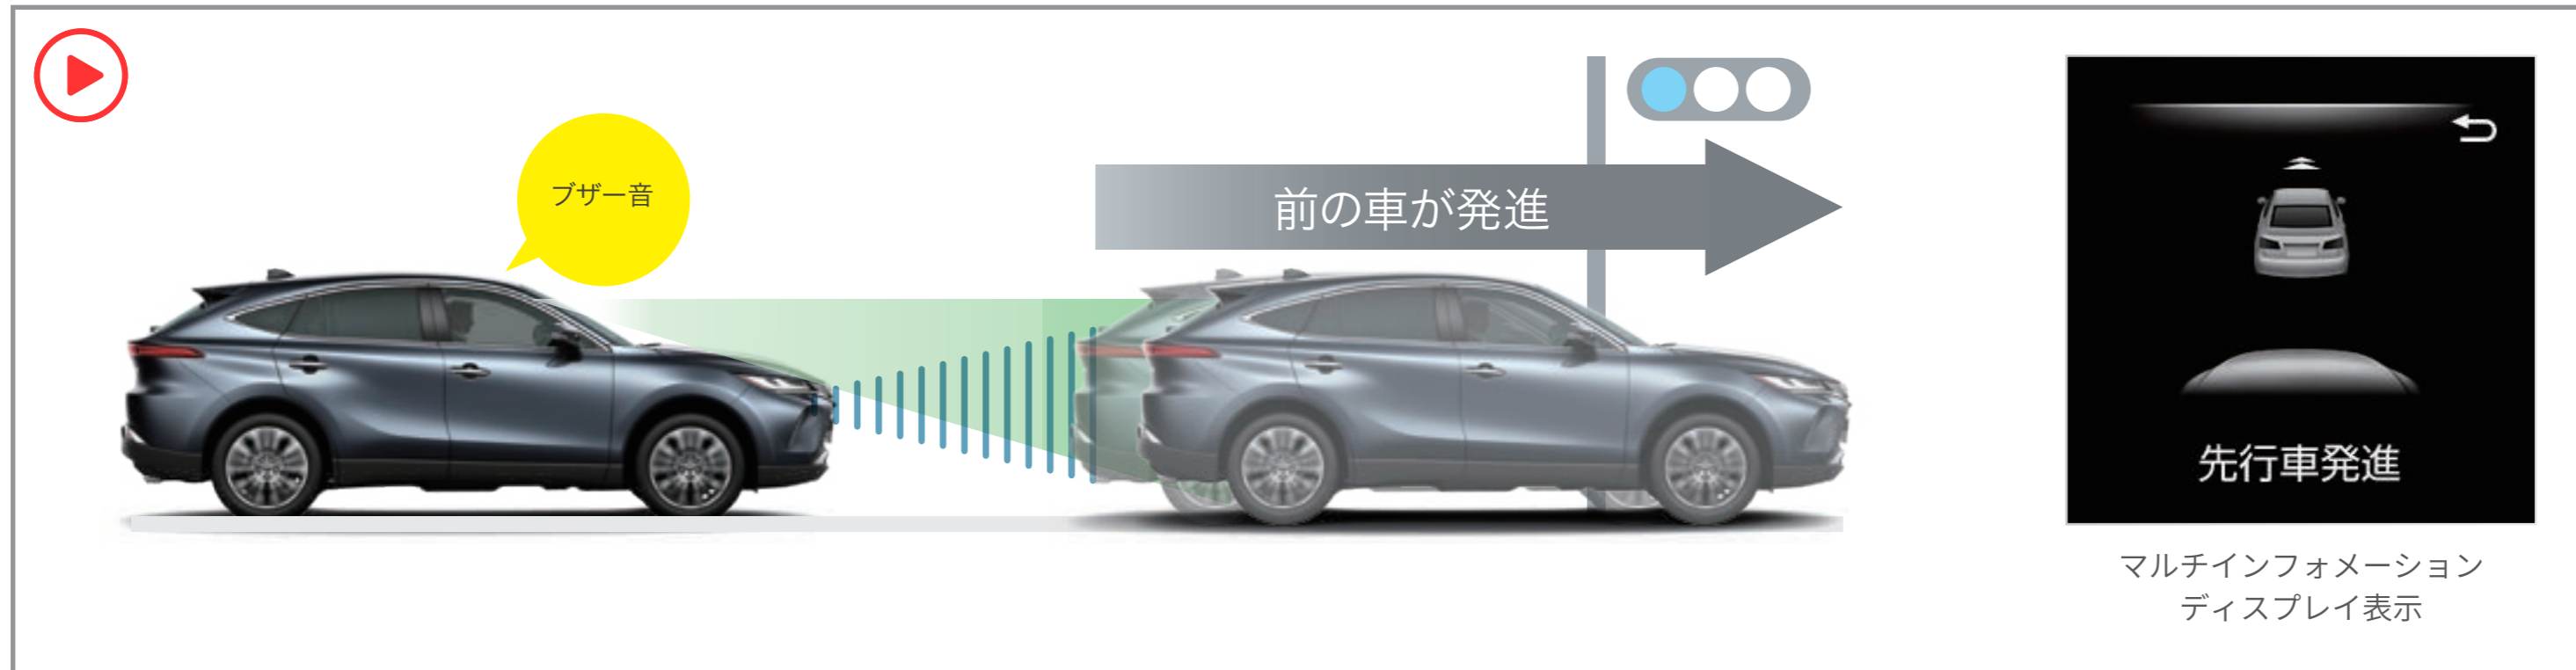 ブザー音
前の車が発進
先行車発進
マルチインフォメーション
ディスプレイ表示